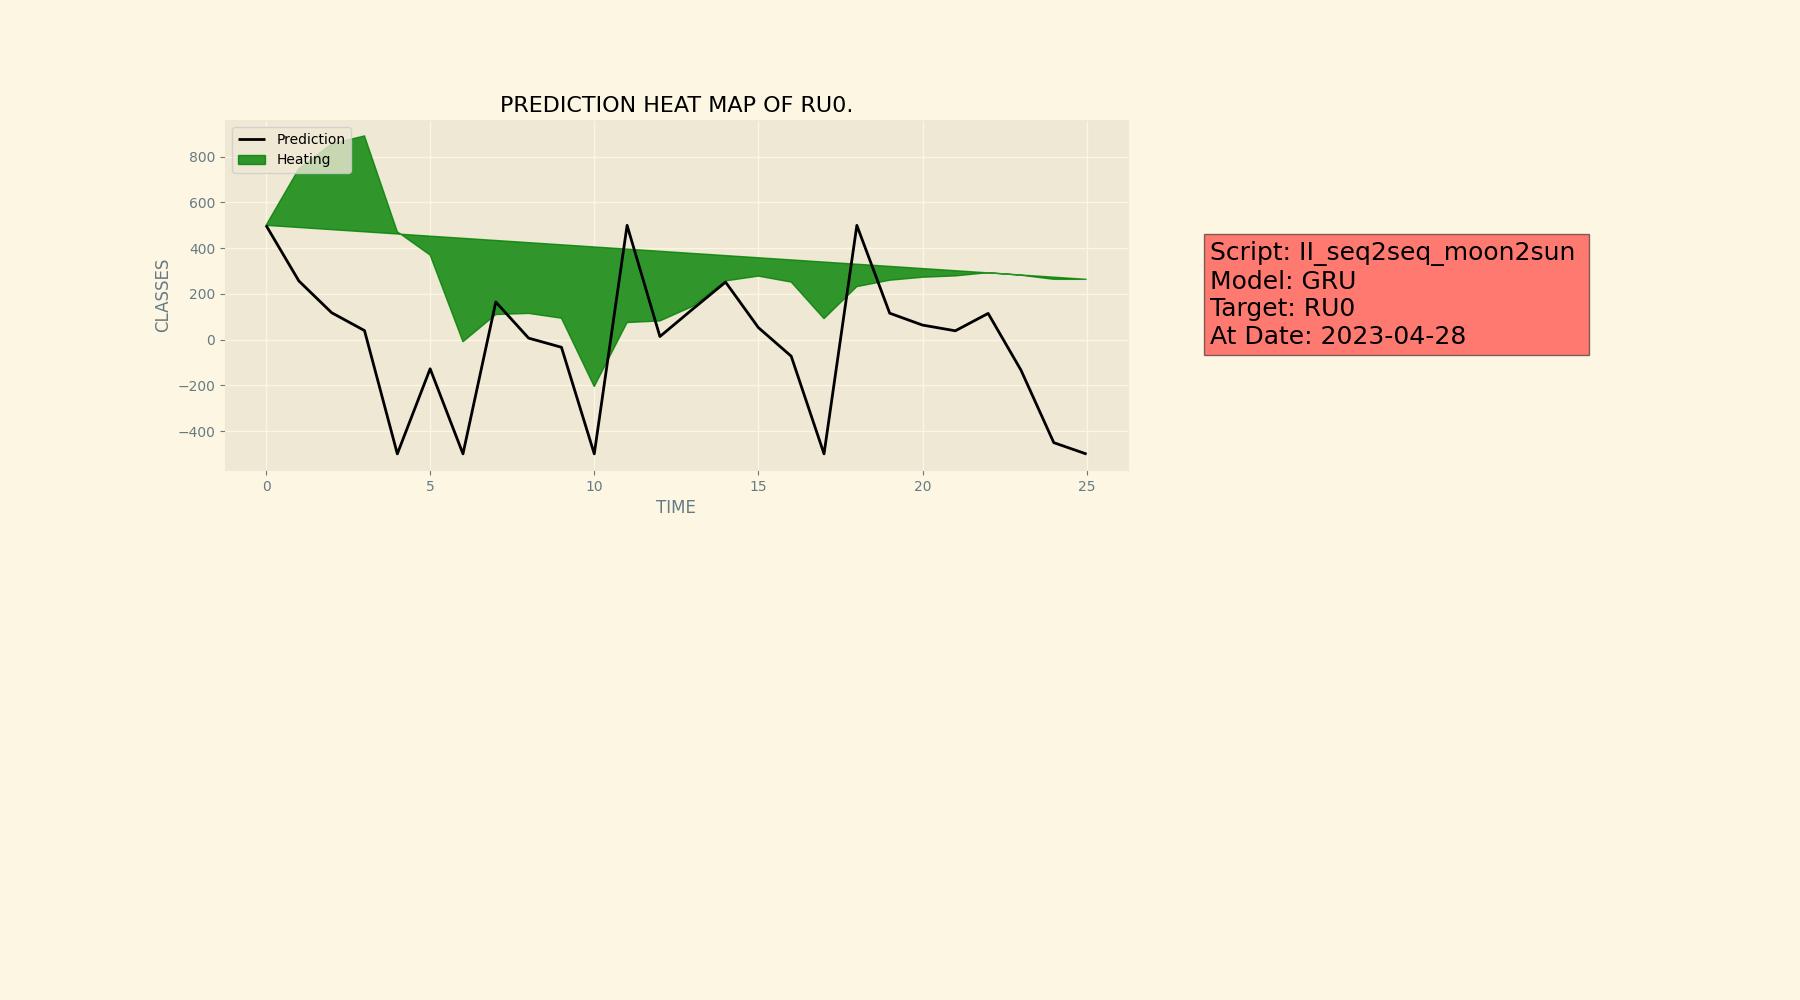 PREDICTION HEAT MAP OF RU0.
Prediction
Heating
800
600
400
200
0
−200
−400
CLASSES
0 5 10 15 20 25
TIME
Script: II_seq2seq_moon2sun
Model: GRU
Target: RU0
At Date: 2023-04-28